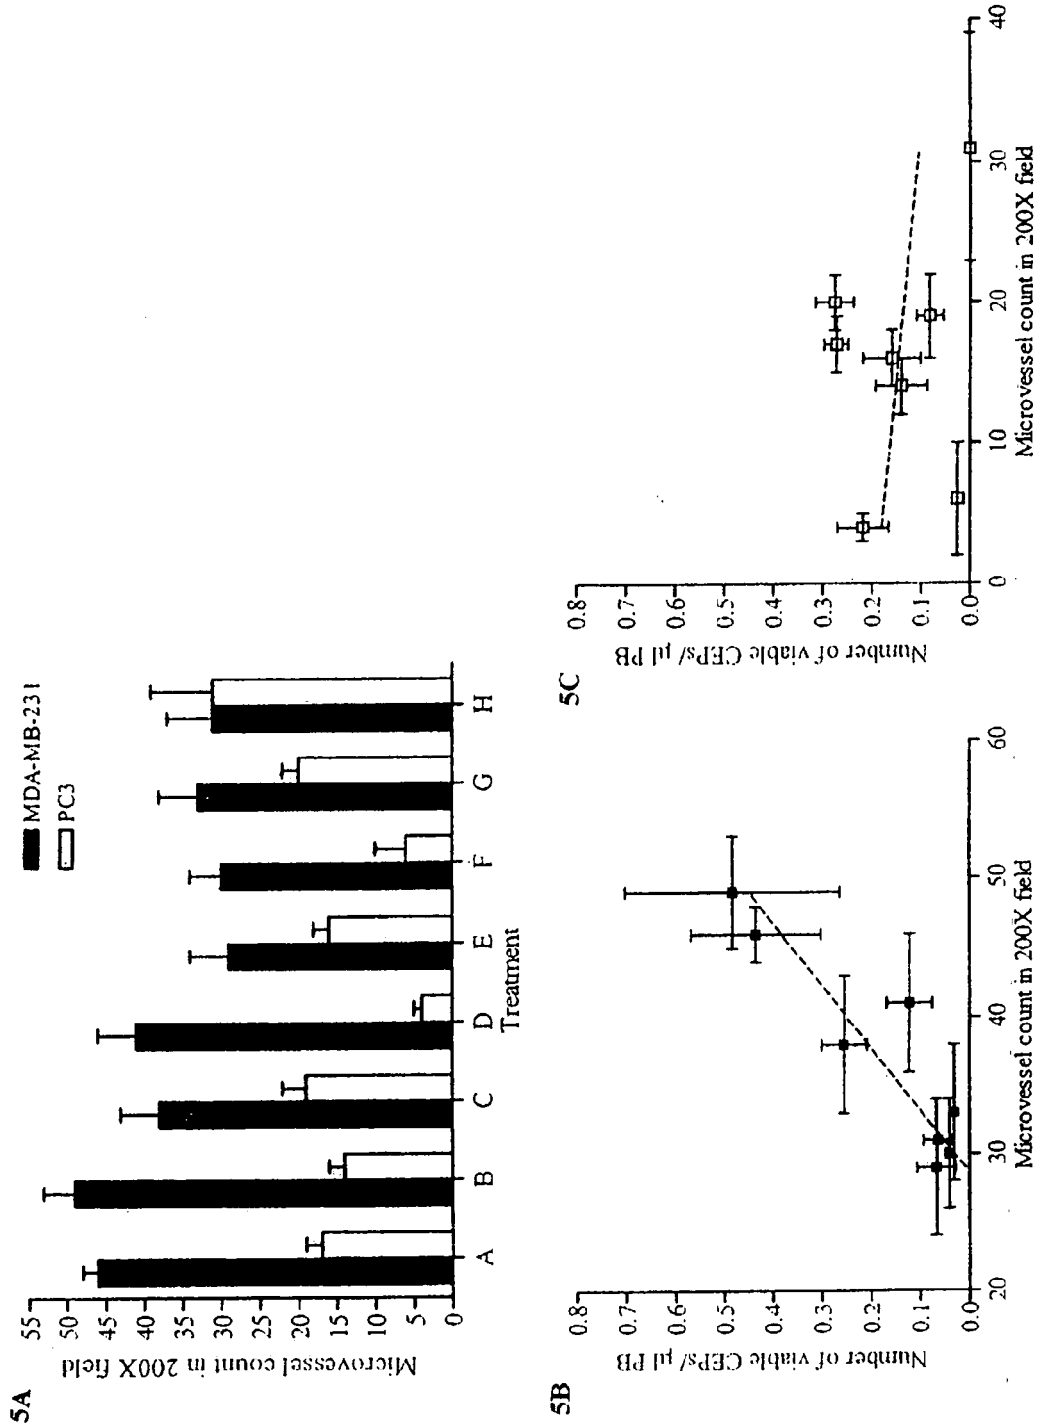 5A
MDA-MB-231
PC3
Microvessel count in 200X field
55
50
45
40
35
30
25
20
15
10
5
0
A B C D E F G H
Treatment
5B
Number of viable CEPs/ µl PB
0.8
0.7
0.6
0.5
0.4
0.3
0.2
0.1
0.0
20 30 40 50 60
Microvessel count in 200X field
5C
Number of viable CEPs/ µl PB
0.8
0.7
0.6
0.5
0.4
0.3
0.2
0.1
0.0
0 10 20 30 40
Microvessel count in 200X field